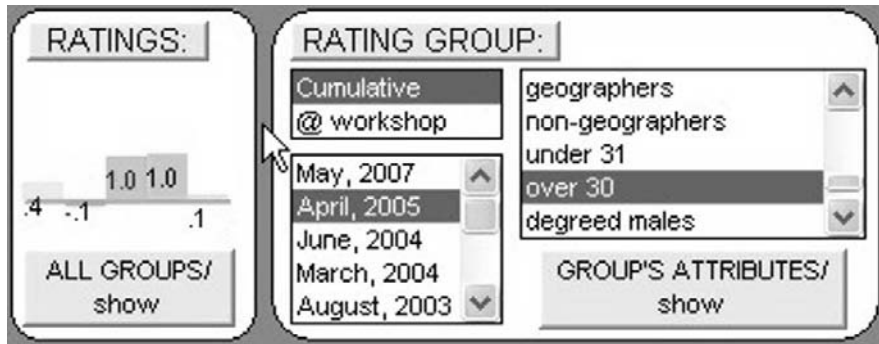 RATINGS:
1.0 1.0
.4 -.1 .1
ALL GROUPS/
show
RATING GROUP:
Cumulative
@ workshop
May, 2007
April, 2005
June, 2004
March, 2004
August, 2003
geographers
non-geographers
under 31
over 30
degreed males
GROUP'S ATTRIBUTES/
show